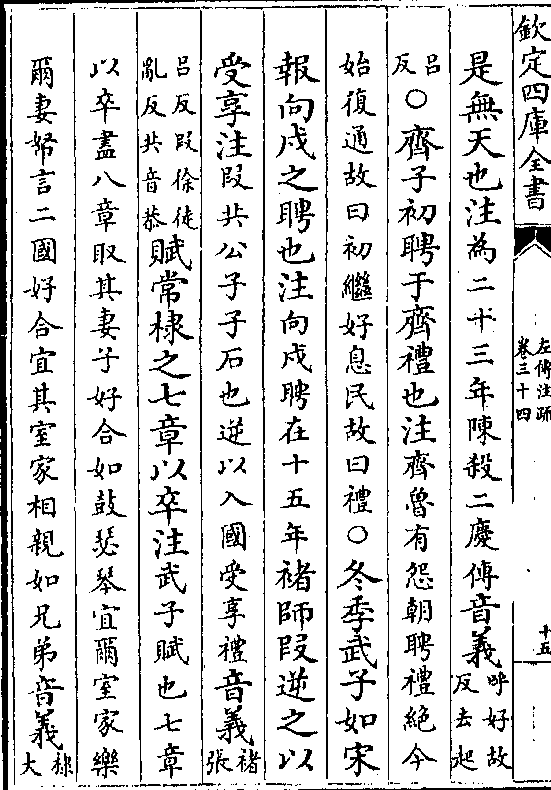 欽定四庫全書 左傳注疏 卷三十四 十五
是無天也注為二十三年陳殺二慶傳音義呼好故反去起
吕反○齊子初聘于齊禮也注齊魯有怨朝聘禮絶今
始復通故曰初繼好息民故曰禮○冬季武子如宋
報向戌之聘也注向戌聘在十五年褚師段逆之以
受享注段共公子子石也逆以入國受享禮音義褚張
吕反段徐徒亂反共音恭賦常棣之七章以卒注武子賦也七章
以卒盡八章取其妻子好合如鼓瑟琴宜爾室家樂
爾妻帑言二國好合宜其室家相親如兄弟音義棣大